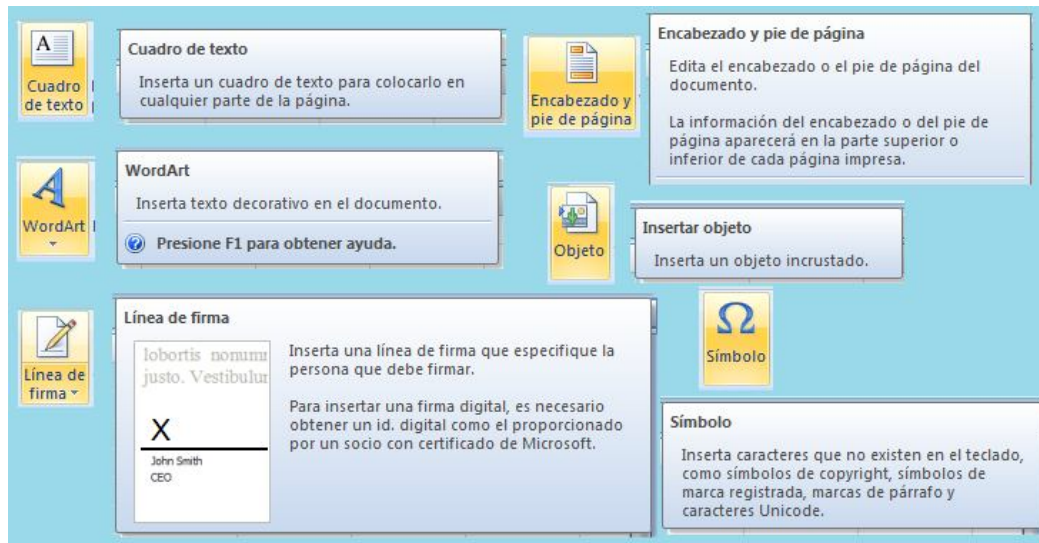 A
Cuadro
de texto
Cuadro de texto
Inserta un cuadro de texto para colocarlo en
cualquier parte de la página.
Encabezado y
pie de página
Encabezado y pie de página
Edita el encabezado o el pie de página del
documento.
La información del encabezado o del pie de
página aparecerá en la parte superior o
inferior de cada página impresa.
A
WordArt
WordArt
Inserta texto decorativo en el documento.
Presione F1 para obtener ayuda.
Objeto
Insertar objeto
Inserta un objeto incrustado.
Línea de
firma
Línea de firma
lobortis nonumm
justo. Vestibulur
X
John Smith
CEO
Inserta una línea de firma que especifique la
persona que debe firmar.
Para insertar una firma digital, es necesario
obtener un id. digital como el proporcionado
por un socio con certificado de Microsoft.
Ω
Símbolo
Símbolo
Inserta caracteres que no existen en el teclado,
como símbolos de copyright, símbolos de
marca registrada, marcas de párrafo y
caracteres Unicode.